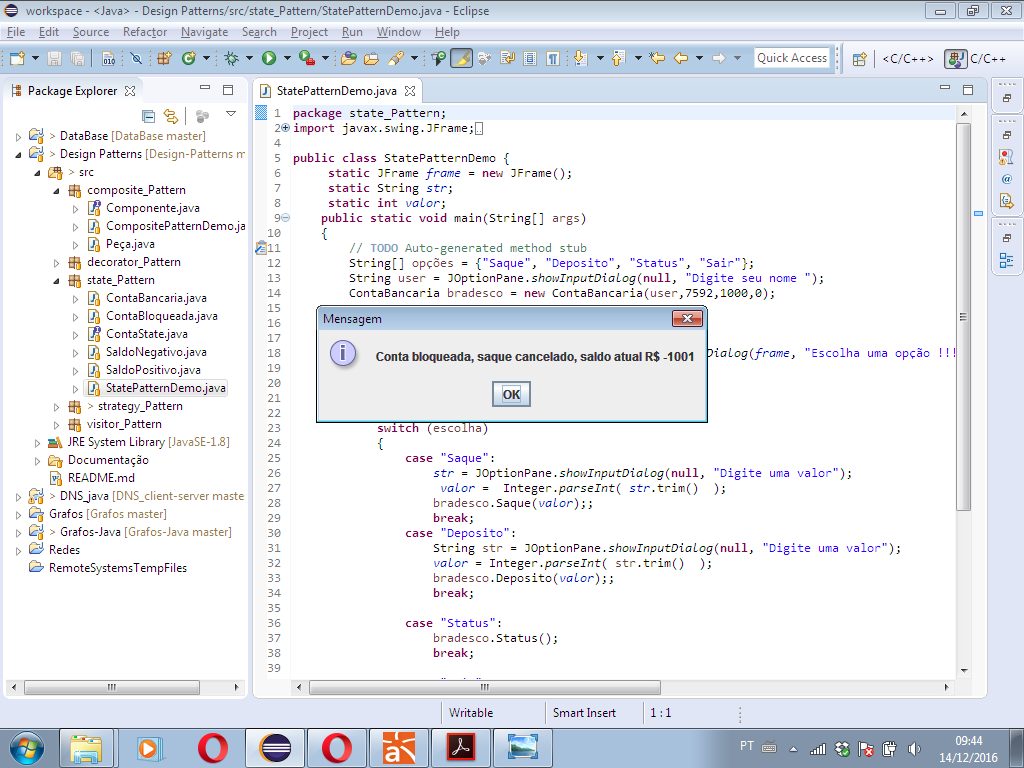 workspace - <Java> - Design Patterns/src/state_Pattern/StatePatternDemo.java - Eclipse
File Edit Source Refactor Navigate Search Project Run Window Help
Quick Access <C/C++> C/C++
Package Explorer
> DataBase [DataBase master]
> Design Patterns [Design-Patterns m
> src
composite_Pattern
Componente.java
CompositePatternDemo.ja
Peça.java
decorator_Pattern
state_Pattern
ContaBancaria.java
ContaBloqueada.java
ContaState.java
SaldoNegativo.java
SaldoPositivo.java
StatePatternDemo.java
> strategy_Pattern
visitor_Pattern
JRE System Library [JavaSE-1.8]
Documentação
README.md
> DNS_java [DNS_client-server maste
Grafos [Grafos master]
> Grafos-Java [Grafos-Java master]
Redes
RemoteSystemsTempFiles
StatePatternDemo.java
1 package state_Pattern;
2 import javax.swing.JFrame;
4
5 public class StatePatternDemo {
6 static JFrame frame = new JFrame();
7 static String str;
8 static int valor;
9 public static void main(String[] args)
10 {
11 // TODO Auto-generated method stub
12 String[] opções = {"Saque", "Deposito", "Status", "Sair"};
13 String user = JOptionPane.showInputDialog(null, "Digite seu nome ");
14 ContaBancaria bradesco = new ContaBancaria(user,7592,1000,0);
15
16
17
18 Dialog(frame, "Escolha uma opção !!!
19
20
21
22
23 switch (escolha)
24 {
25 case "Saque":
26 str = JOptionPane.showInputDialog(null, "Digite uma valor");
27 valor = Integer.parseInt( str.trim() );
28 bradesco.Saque(valor);;
29 break;
30 case "Deposito":
31 String str = JOptionPane.showInputDialog(null, "Digite uma valor");
32 valor = Integer.parseInt( str.trim() );
33 bradesco.Deposito(valor);;
34 break;
35
36 case "Status":
37 bradesco.Status();
38 break;
39
Mensagem
Conta bloqueada, saque cancelado, saldo atual R$ -1001
OK
Writable Smart Insert 1 : 1
PT
09:44
14/12/2016